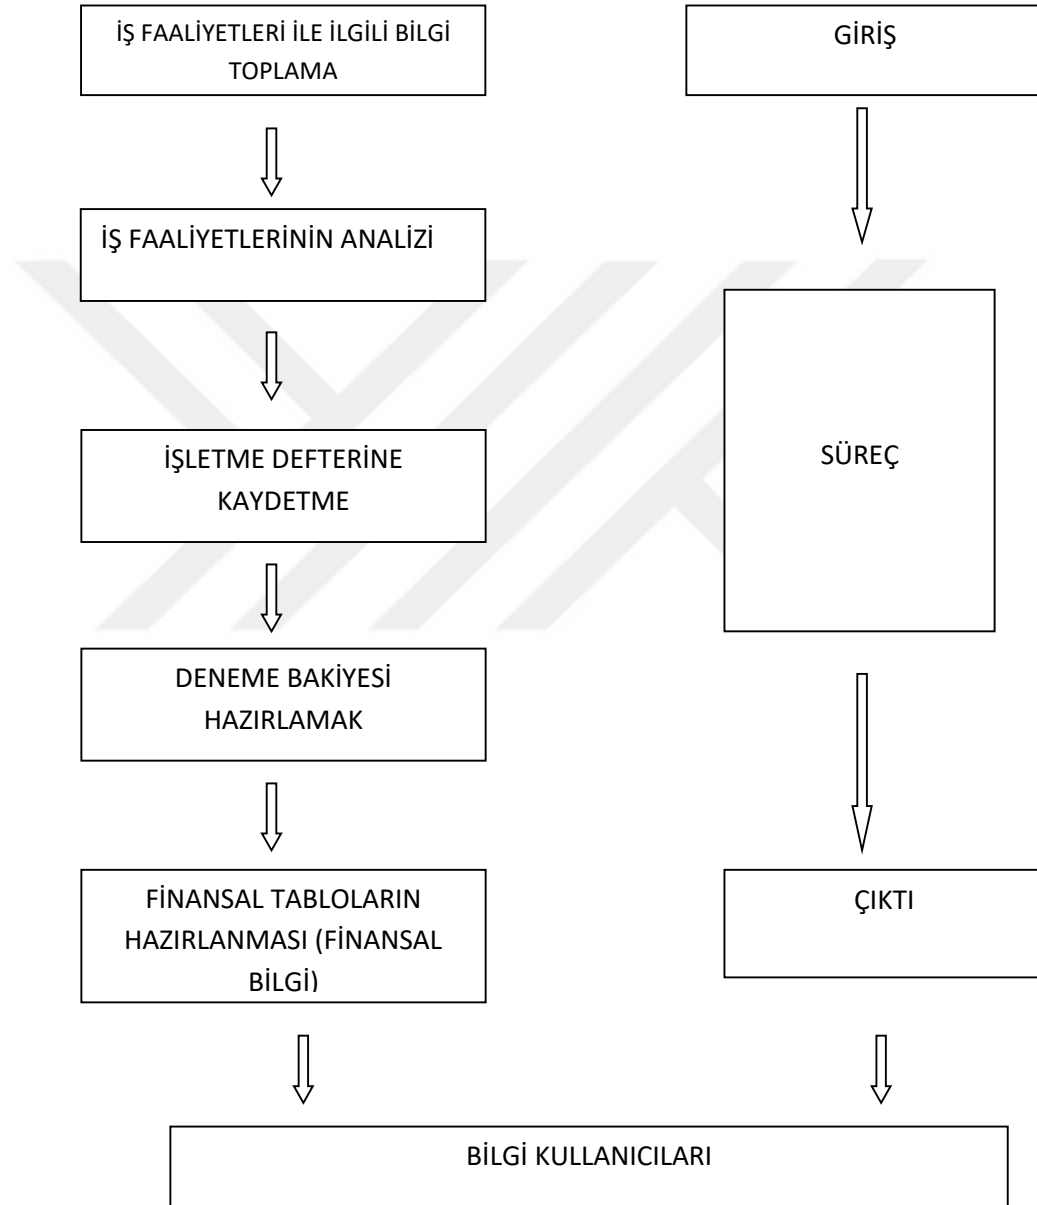 İŞ FAALİYETLERİ İLE İLGİLİ BİLGİ
TOPLAMA
GİRİŞ
İŞ FAALİYETLERİNİN ANALİZİ
İŞLETME DEFTERİNE
KAYDETME
SÜREÇ
DENEME BAKİYESİ
HAZIRLAMAK
FİNANSAL TABLOLARIN
HAZIRLANMASI (FİNANSAL
BİLGİ)
ÇIKTI
BİLGİ KULLANICILARI